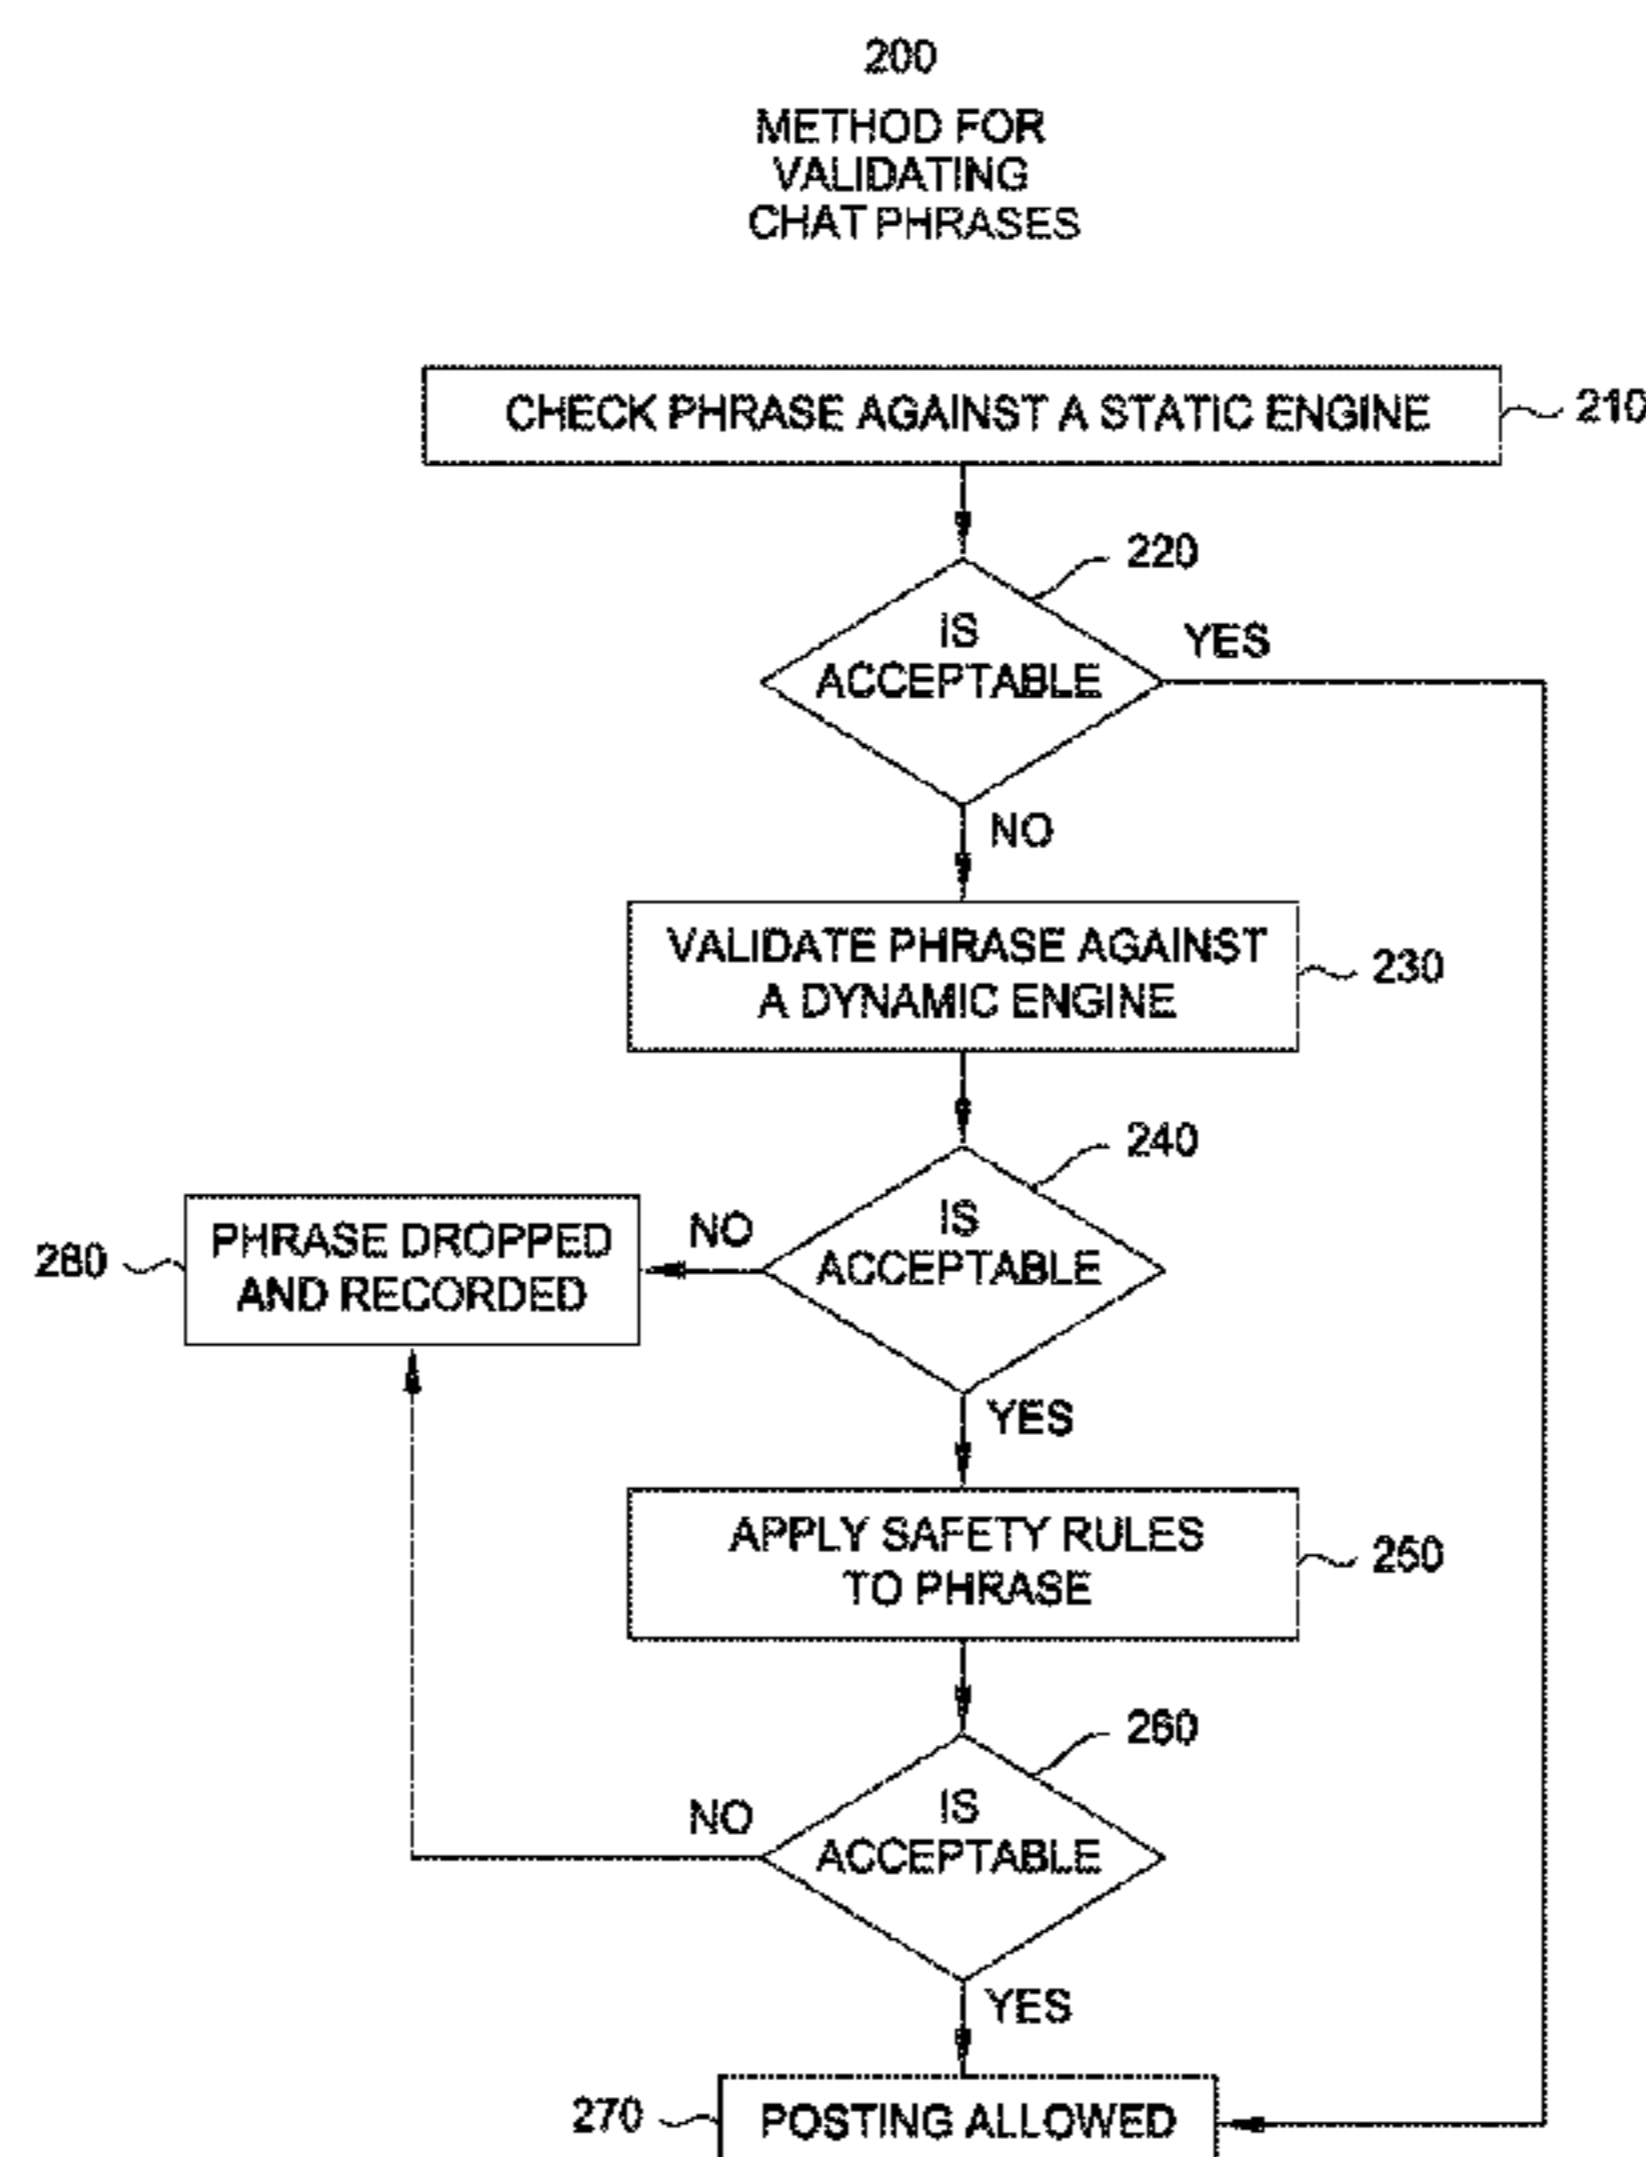 200
METHOD FOR
VALIDATING
CHAT PHRASES
CHECK PHRASE AGAINST A STATIC ENGINE
210
220
IS
ACCEPTABLE
YES
NO
VALIDATE PHRASE AGAINST
A DYNAMIC ENGINE
230
240
IS
ACCEPTABLE
NO
PHRASE DROPPED
AND RECORDED
280
YES
APPLY SAFETY RULES
TO PHRASE
250
260
IS
ACCEPTABLE
NO
YES
270
POSTING ALLOWED